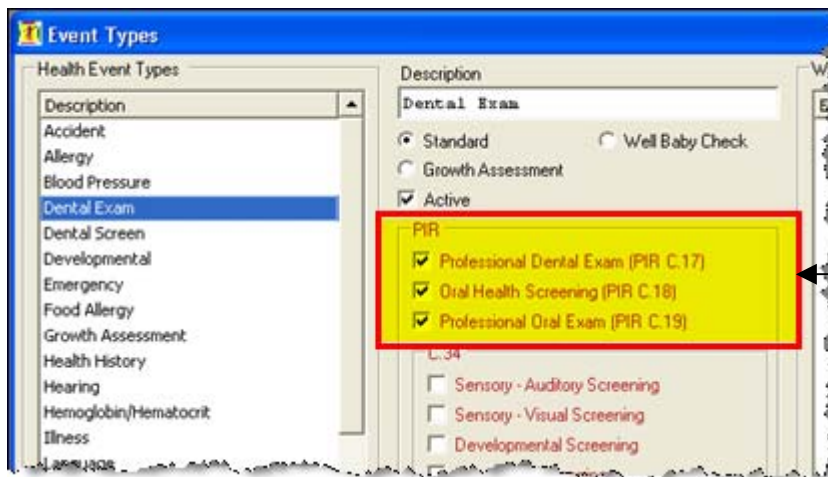 Event Types
Health Event Types
Description
Accident
Allergy
Blood Pressure
Dental Exam
Dental Screen
Developmental
Emergency
Food Allergy
Growth Assessment
Health History
Hearing
Hemoglobin/Hematocrit
Illness
Language
Description
Dental Exam
Standard
Well Baby Check
Growth Assessment
Active
PIR
Professional Dental Exam (PIR C.17)
Oral Health Screening (PIR C.18)
Professional Oral Exam (PIR C.19)
C.34
Sensory - Auditory Screening
Sensory - Visual Screening
Developmental Screening
W
E